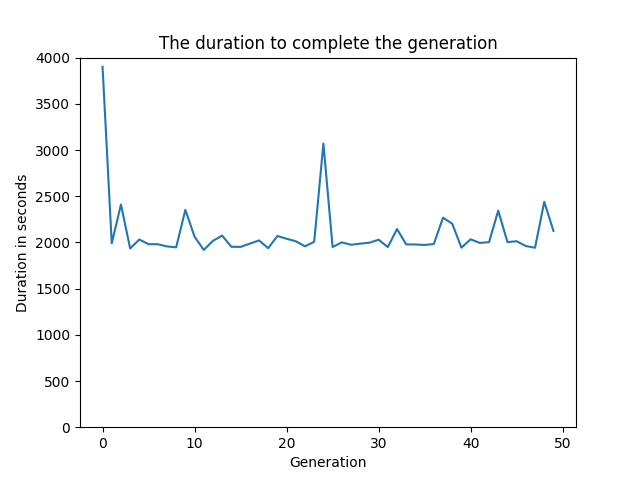 The duration to complete the generation
4000
3500
3000
2500
2000
1500
1000
500
0
Duration in seconds
0 10 20 30 40 50
Generation